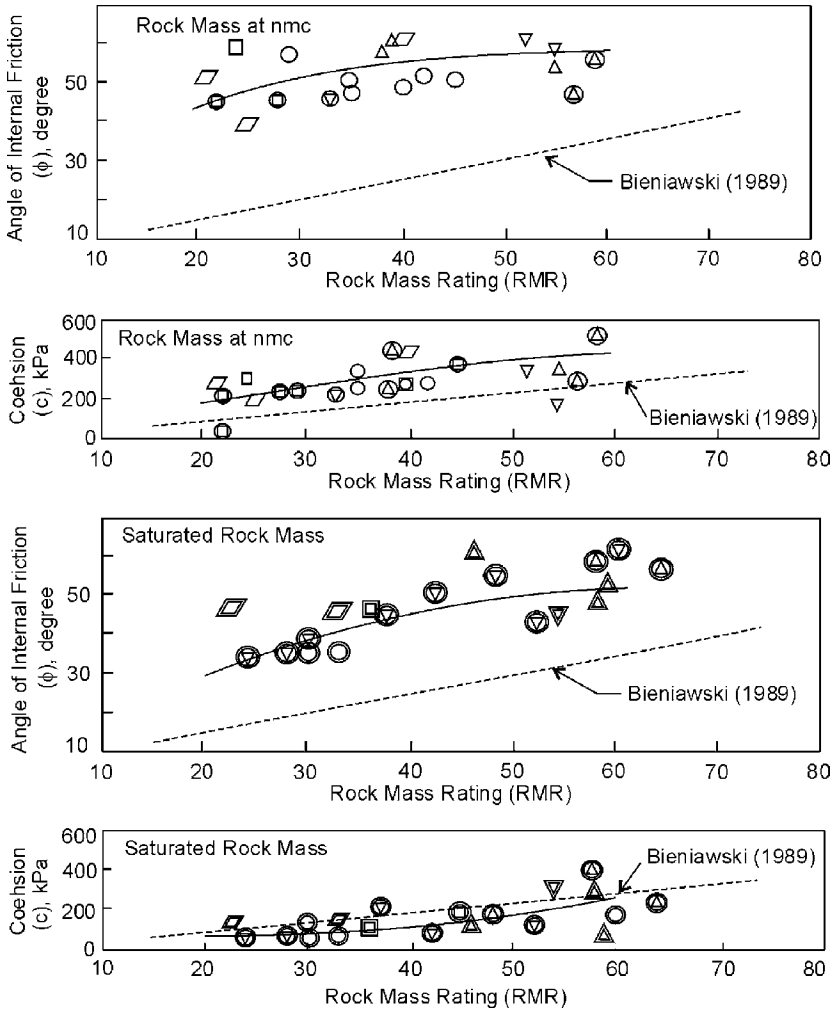 Rock Mass at nmc
Angle of Internal Friction
(ϕ), degree
50
30
10
Bieniawski (1989)
10 20 30 40 50 60 70 80
Rock Mass Rating (RMR)
Rock Mass at nmc
Coehsion
(c), kPa
600
400
200
0
Bieniawski (1989)
10 20 30 40 50 60 70 80
Rock Mass Rating (RMR)
Saturated Rock Mass
Angle of Internal Friction
(ϕ), degree
50
30
10
Bieniawski (1989)
10 20 30 40 50 60 70 80
Rock Mass Rating (RMR)
Saturated Rock Mass
Coehsion
(c), kPa
600
400
200
0
Bieniawski (1989)
10 20 30 40 50 60 70 80
Rock Mass Rating (RMR)